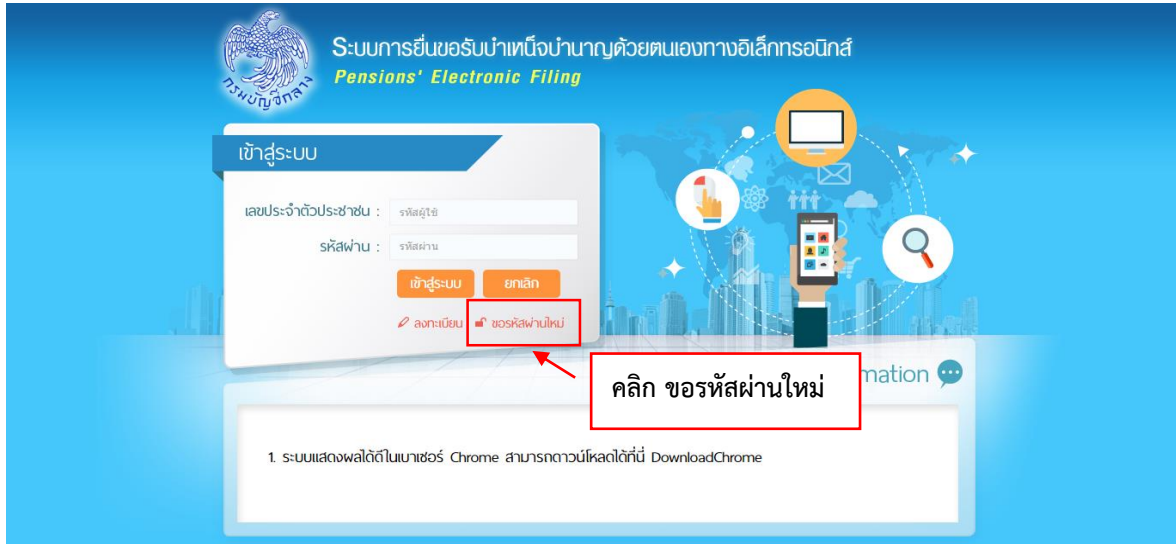 ระบบการยื่นขอรับบำเหน็จบำนาญด้วยตนเองทางอิเล็กทรอนิกส์
Pensions' Electronic Filing
กรมบัญชีกลาง
เข้าสู่ระบบ
เลขประจำตัวประชาชน : รหัสผู้ใช้
รหัสผ่าน : รหัสผ่าน
เข้าสู่ระบบ ยกเลิก
ลงทะเบียน ขอรหัสผ่านใหม่
คลิก ขอรหัสผ่านใหม่
mation
1. ระบบแสดงผลได้ดีในเบาเซอร์ Chrome สามารถดาวน์โหลดได้ที่นี่ DownloadChrome